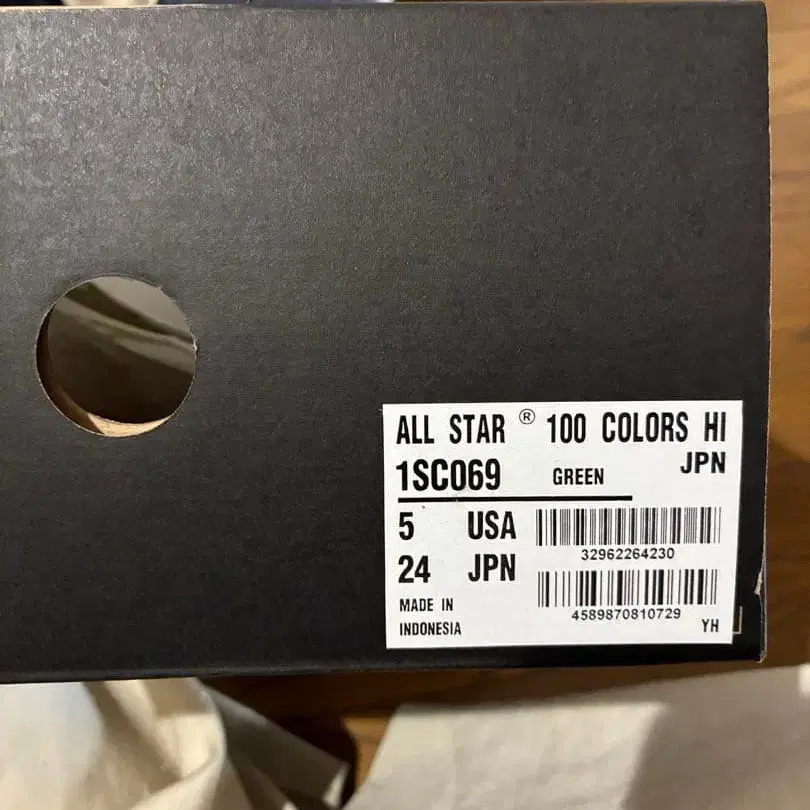 ALL STAR ® 100 COLORS HI
JPN
1SC069 GREEN
5 USA
32962264230
24 JPN
4589870810729
MADE IN
INDONESIA
YH